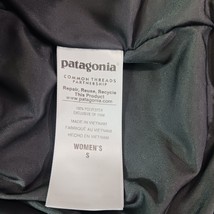 patagonia
COMMON THREADS
PARTNERSHIP
Repair, Reuse, Recycle
This Product
www.patagonia.com
MADE IN VIETNAM
FABRIQUÉ AU VIETNAM
HECHO EN VIETNAM
WOMEN'S
S